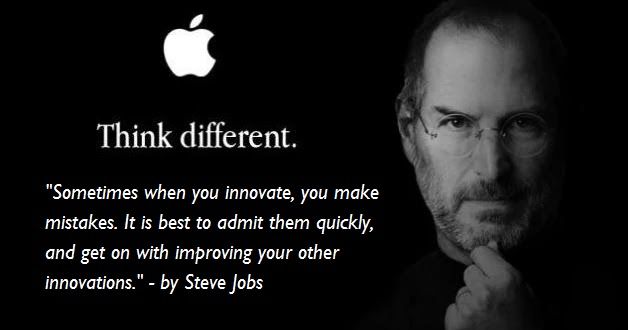 Think different.
"Sometimes when you innovate, you make
mistakes. It is best to admit them quickly,
and get on with improving your other
innovations." - by Steve Jobs